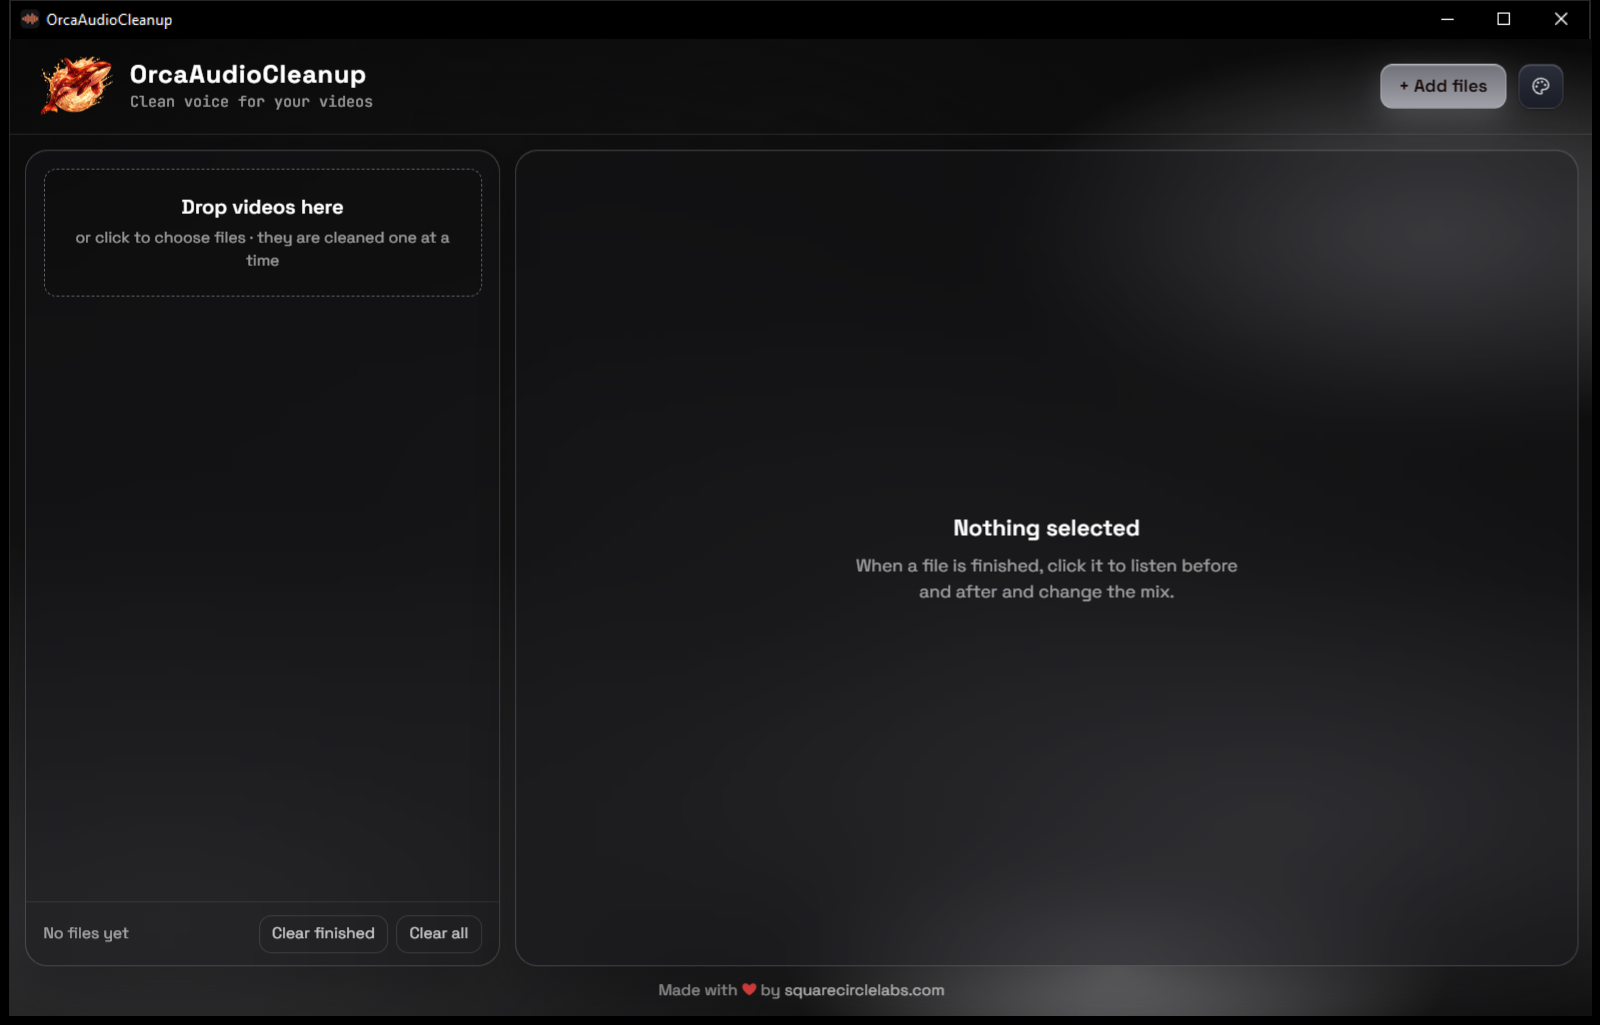 OrcaAudioCleanup
OrcaAudioCleanup
Clean voice for your videos
+ Add files
Drop videos here
or click to choose files · they are cleaned one at a
time
Nothing selected
When a file is finished, click it to listen before
and after and change the mix.
No files yet
Clear finished
Clear all
Made with ❤ by squarecirclelabs.com